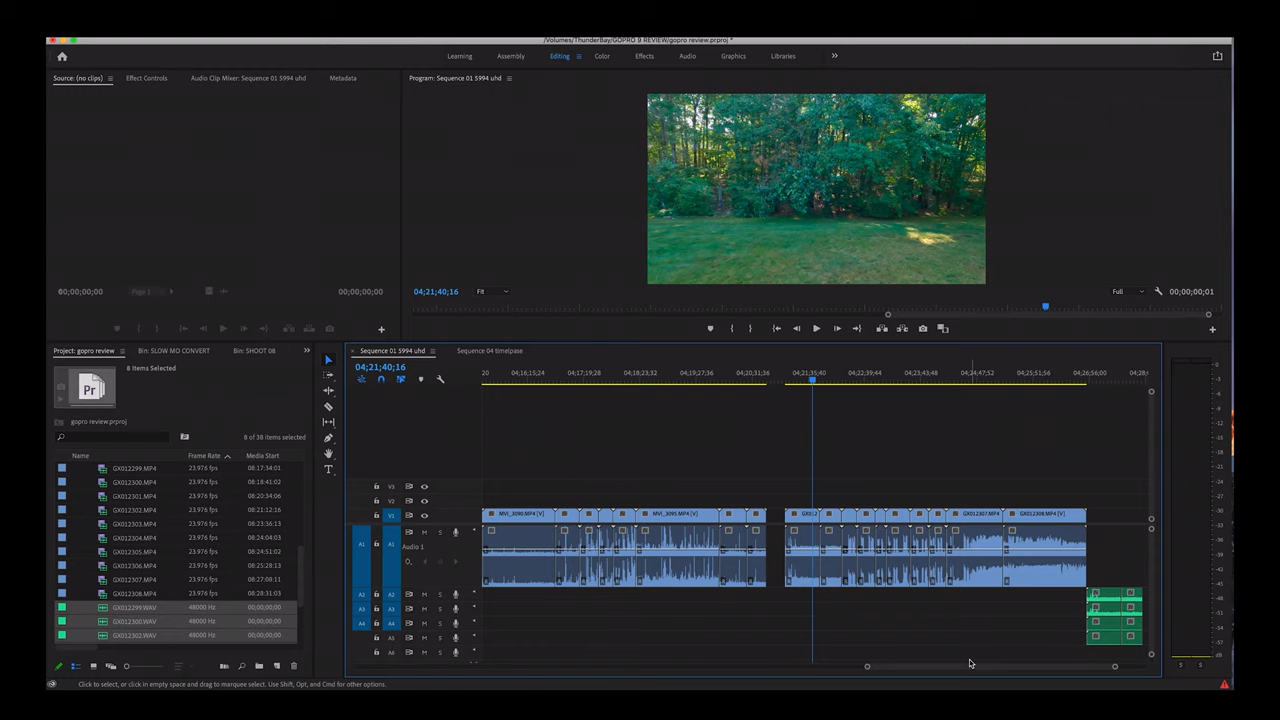 /Volumes/ThunderBay/GOPRO 9 REVIEW/gopro review.prproj *
Learning Assembly Editing Color Effects Audio Graphics Libraries
Source: (no clips) Effect Controls Audio Clip Mixer: Sequence 01 5994 uhd Metadata
Program: Sequence 01 5994 uhd
00;00;00;00 Page 1 00;00;00;00
04;21;40;16 Fit Full 00;00;00;01
Project: gopro review Bin: SLOW MO CONVERT Bin: SHOOT 08
8 Items Selected
Pr
gopro review.prproj
8 of 38 items selected
Name Frame Rate Media Start
GX012299.MP4 23.976 fps 08:17:34:01
GX012300.MP4 23.976 fps 08:18:41:02
GX012301.MP4 23.976 fps 08:20:34:06
GX012302.MP4 23.976 fps 08:21:12:16
GX012303.MP4 23.976 fps 08:23:36:13
GX012304.MP4 23.976 fps 08:24:04:03
GX012305.MP4 23.976 fps 08:24:51:02
GX012306.MP4 23.976 fps 08:25:28:13
GX012307.MP4 23.976 fps 08:27:08:11
GX012308.MP4 23.976 fps 08:28:31:03
GX012299.WAV 48000 Hz 00;00;00;00
GX012300.WAV 48000 Hz 00;00;00;00
GX012302.WAV 48000 Hz 00;00;00;00
Sequence 01 5994 uhd Sequence 04 timelpase
04;21;40;16
20 04;16;15;24 04;17;19;28 04;18;23;32 04;19;27;36 04;20;31;36 04;21;35;40 04;22;39;44 04;23;43;48 04;24;47;52 04;25;51;56 04;26;56;00 04;28;
V3
V2
V1 V1 MVI_3090.MP4 [V] MVI_3095.MP4 [V] GX012 GX012307.MP4 [V] GX012308.MP4 [V]
A1 A1 M S
Audio 1
A2 A2 M S
A3 A3 M S
A4 A4 M S
A5 M S
A6 M S
S S
dB
Click to select, or click in empty space and drag to marquee select. Use Shift, Opt, and Cmd for other options.